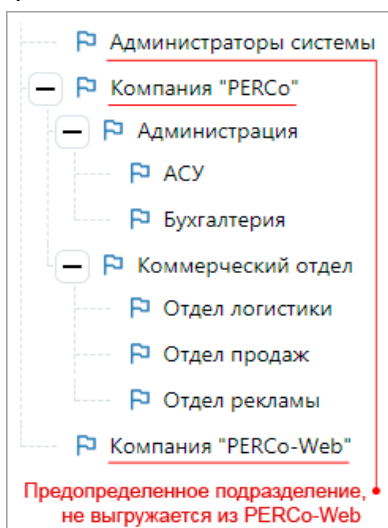 Администраторы системы
Компания "PERCo"
Администрация
АСУ
Бухгалтерия
Коммерческий отдел
Отдел логистики
Отдел продаж
Отдел рекламы
Компания "PERCo-Web"
Предопределенное подразделение,
не выгружается из PERCo-Web